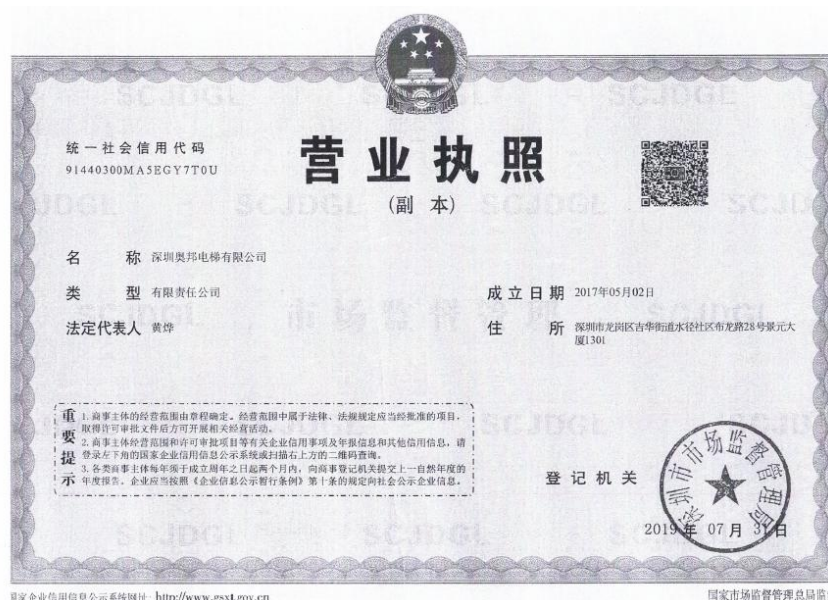 统一社会信用代码
91440300MA5EGY7T0U
营业执照
(副 本)
名 称 深圳奥邦电梯有限公司
类 型 有限责任公司
法定代表人 黄烨
成立日期 2017年05月02日
住 所 深圳市龙岗区吉华街道水径社区布龙路28号景元大
厦1301
重要提示
1. 商事主体的经营范围由章程确定。经营范围中属于法律、法规规定应当经批准的项目,
取得许可审批文件后方可开展相关经营活动。
2. 商事主体经营范围和许可审批项目等有关企业信用事项及年报信息和其他信用信息,请
登录左下角的国家企业信用信息公示系统或扫描右上方的二维码查询。
3. 各类商事主体每年须于成立周年之日起两个月内,向商事登记机关提交上一自然年度的
年度报告。企业应当按照《企业信息公示暂行条例》第十条的规定向社会公示企业信息。
登记机关
深圳市市场监督管理局
2019年 07月 31日
国家企业信用信息公示系统网址: http://www.gsxt.gov.cn
国家市场监督管理总局监
SCJDGL
市场监督管理